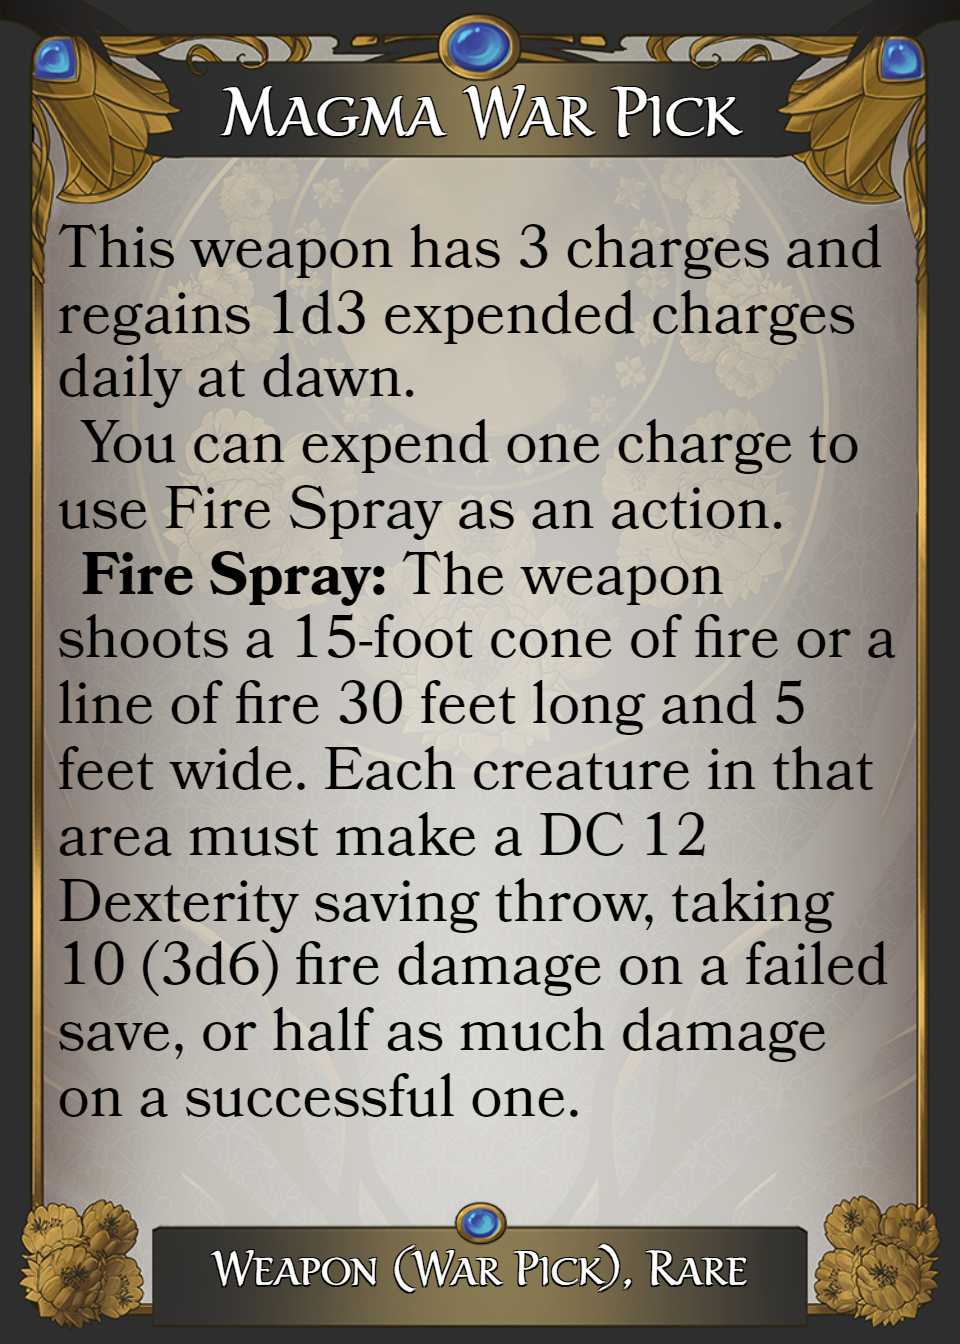 Magma War Pick
This weapon has 3 charges and
regains 1d3 expended charges
daily at dawn.
You can expend one charge to
use Fire Spray as an action.
Fire Spray: The weapon
shoots a 15-foot cone of fire or a
line of fire 30 feet long and 5
feet wide. Each creature in that
area must make a DC 12
Dexterity saving throw, taking
10 (3d6) fire damage on a failed
save, or half as much damage
on a successful one.
Weapon (War Pick), Rare